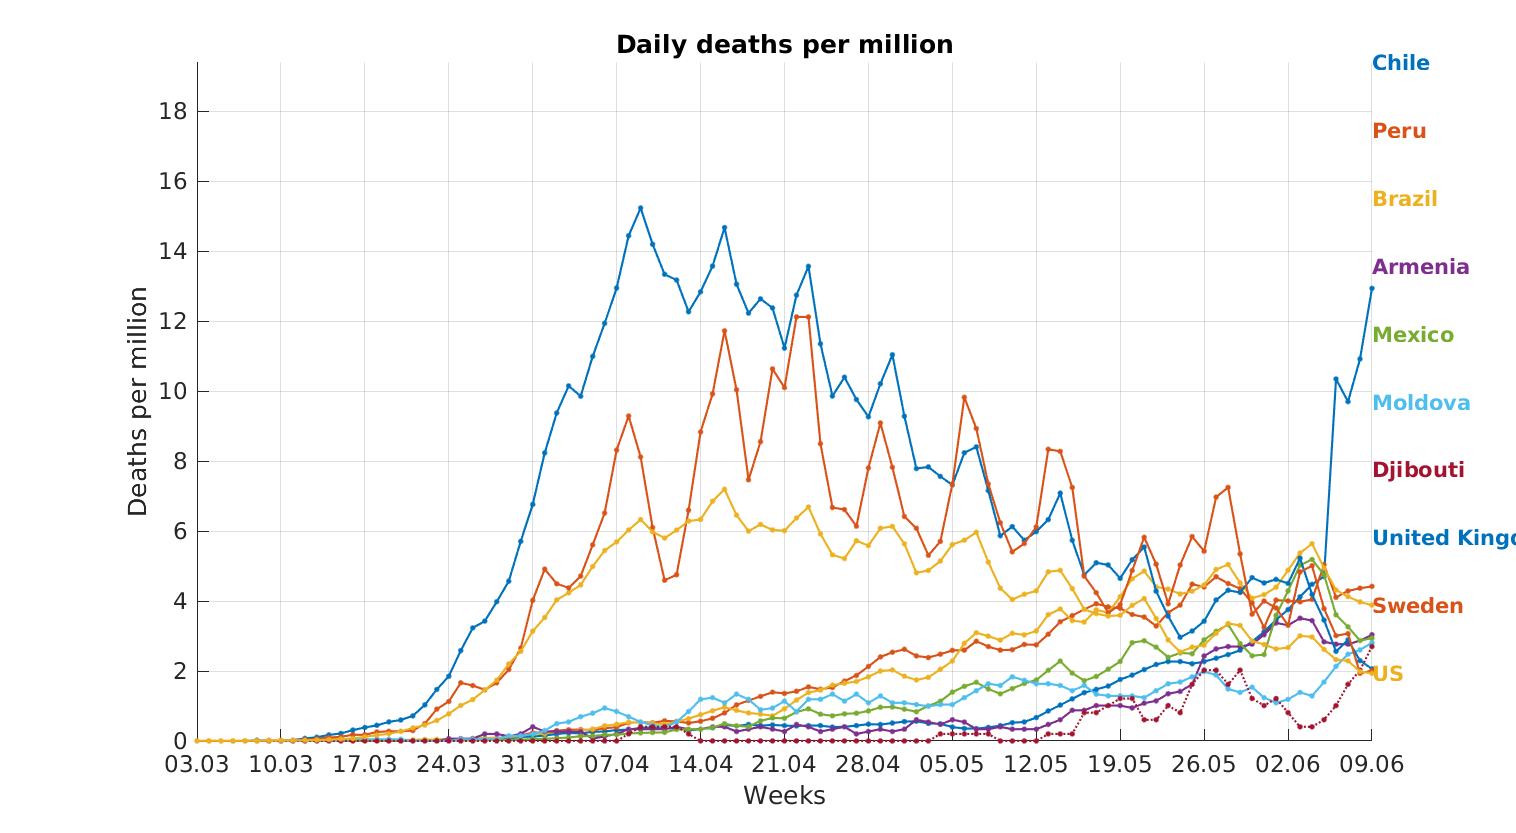 Daily deaths per million
Chile
Peru
Brazil
Armenia
Mexico
Moldova
Djibouti
United Kingd
Sweden
US
18
16
14
12
10
8
6
4
2
0
Deaths per million
03.03 10.03 17.03 24.03 31.03 07.04 14.04 21.04 28.04 05.05 12.05 19.05 26.05 02.06 09.06
Weeks